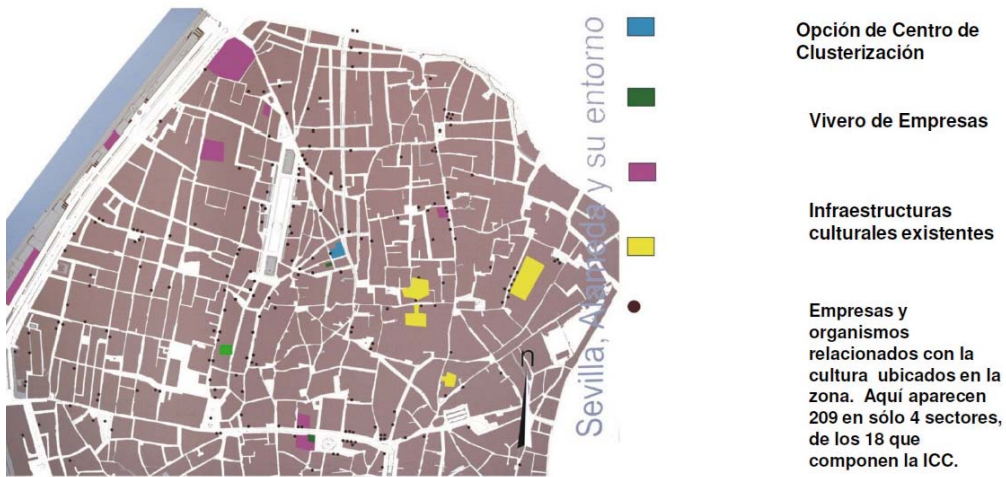 Sevilla, Alameda y su entorno
Opción de Centro de
Clusterización
Vivero de Empresas
Infraestructuras
culturales existentes
Empresas y
organismos
relacionados con la
cultura ubicados en la
zona. Aquí aparecen
209 en sólo 4 sectores,
de los 18 que
componen la ICC.
n